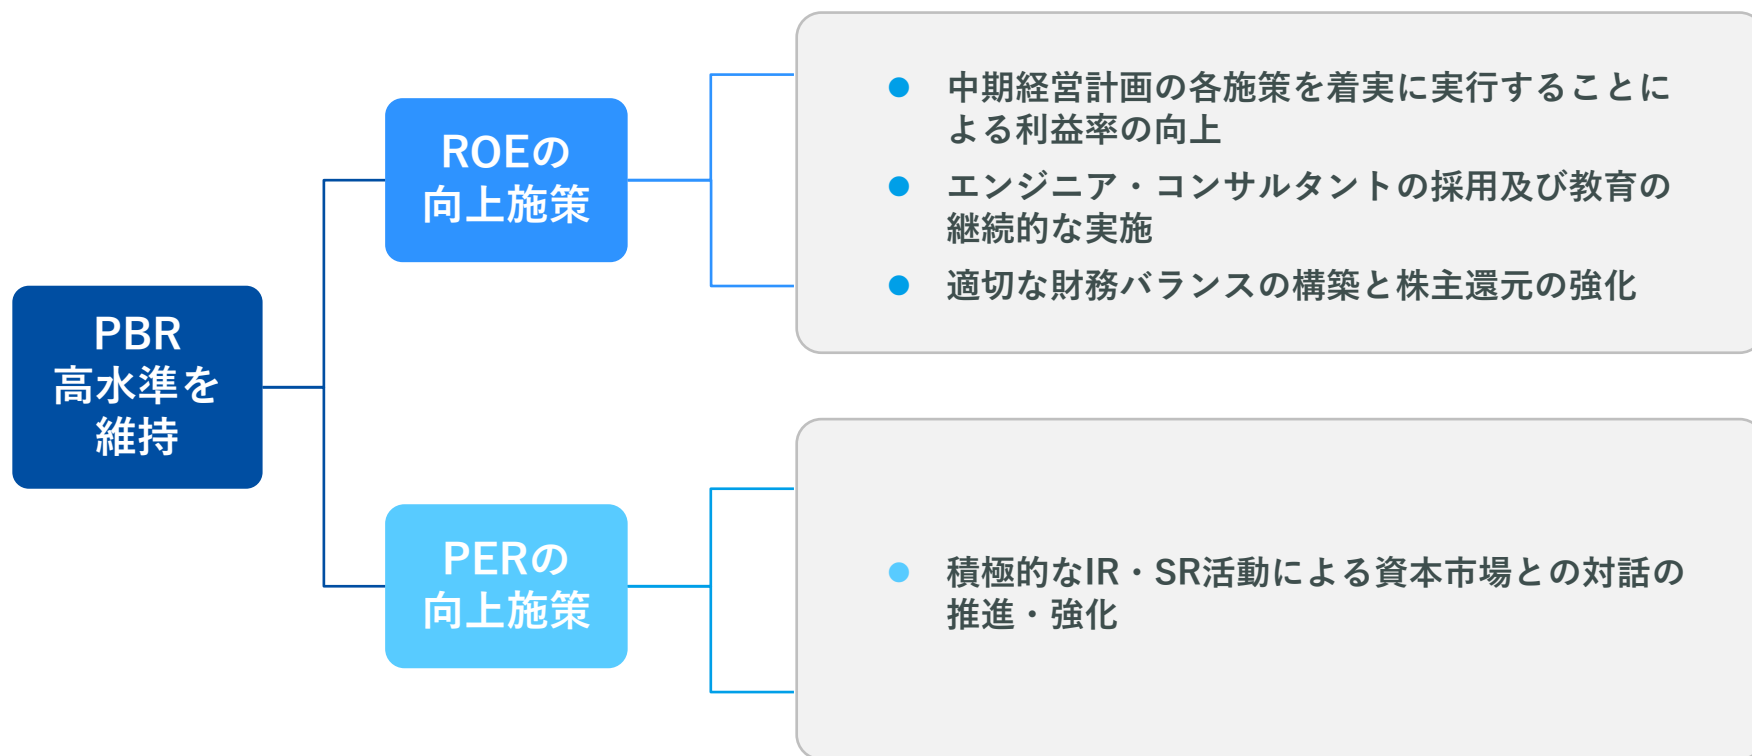 PBR
高水準を
維持
ROEの
向上施策
中期経営計画の各施策を着実に実行することに
よる利益率の向上
エンジニア・コンサルタントの採用及び教育の
継続的な実施
適切な財務バランスの構築と株主還元の強化
PERの
向上施策
積極的なIR・SR活動による資本市場との対話の
推進・強化